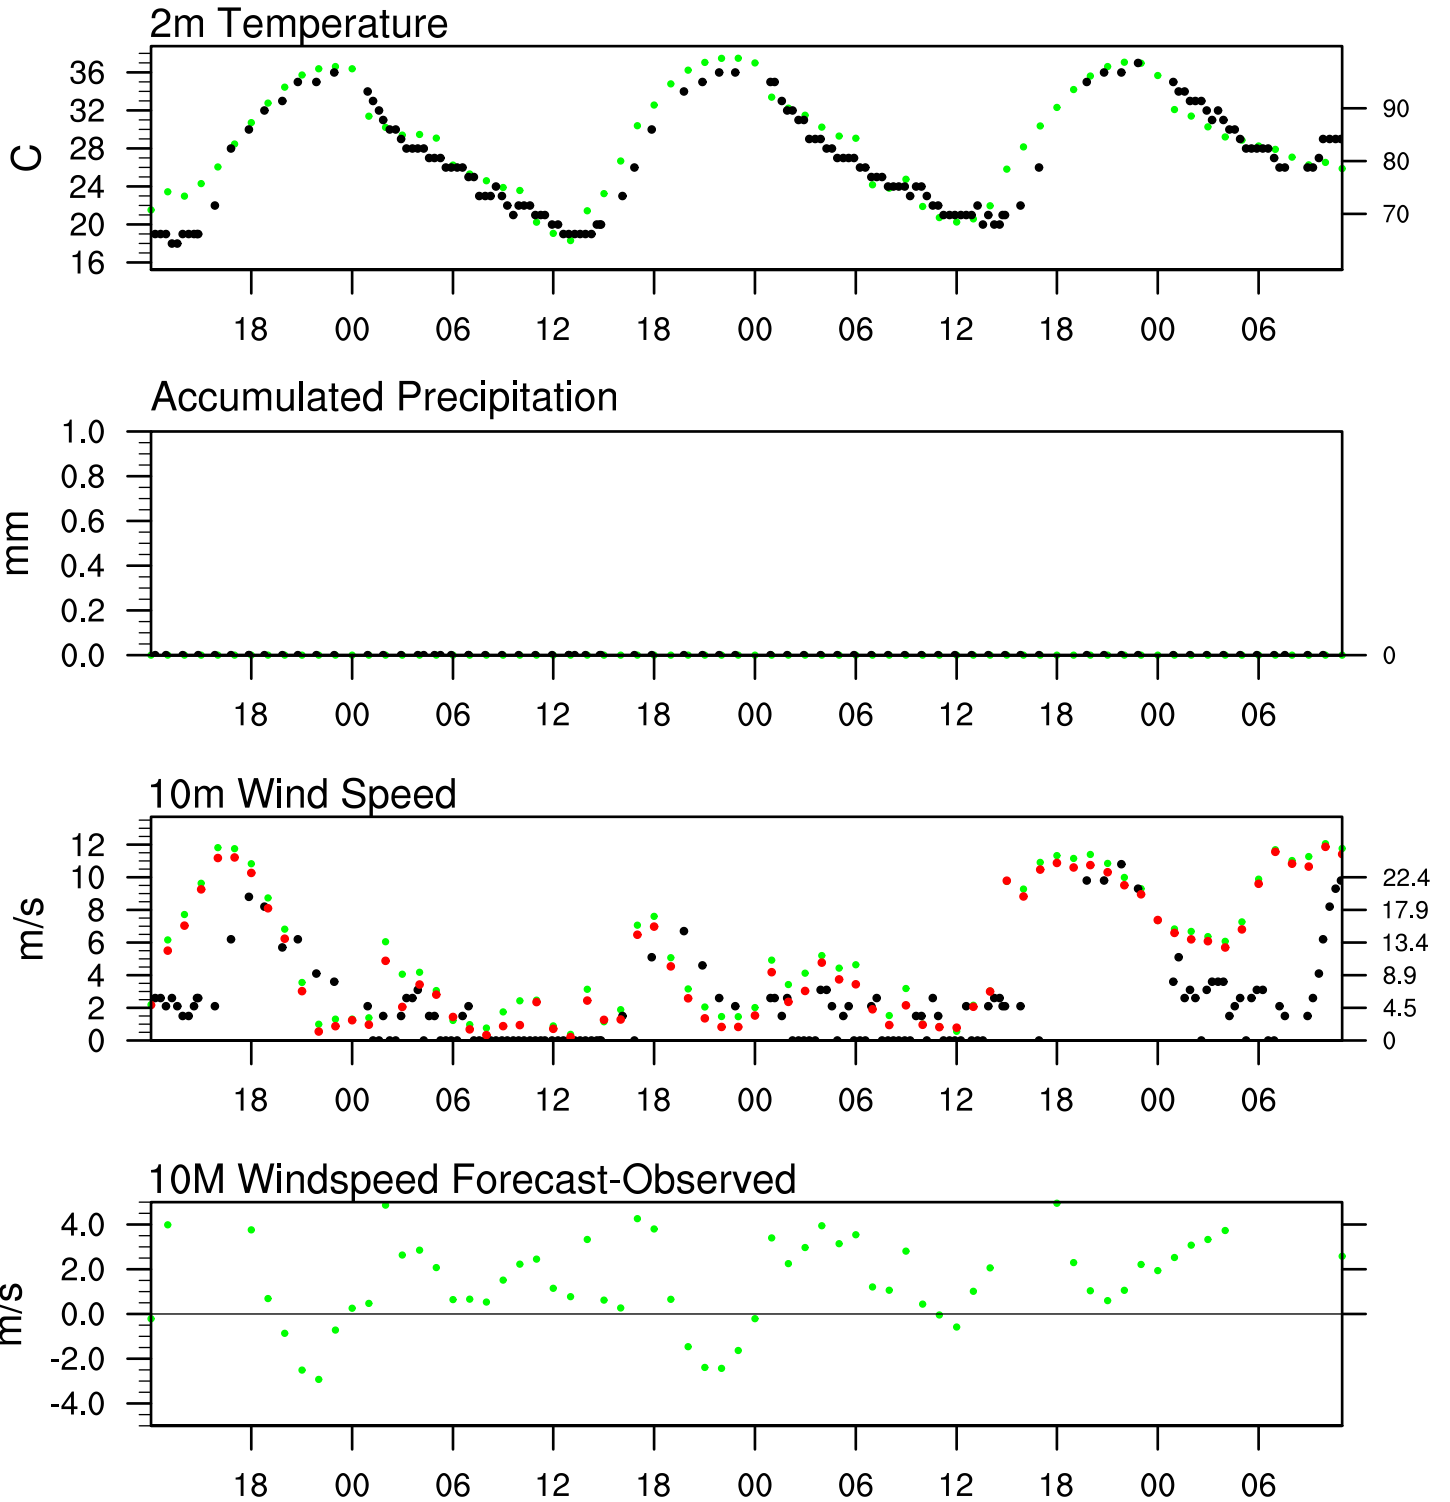 2m Temperature
C
36
32
28
24
20
16
90
80
70
18 00 06 12 18 00 06 12 18 00 06
Accumulated Precipitation
mm
1.0
0.8
0.6
0.4
0.2
0.0
0
18 00 06 12 18 00 06 12 18 00 06
10m Wind Speed
m/s
12
10
8
6
4
2
0
22.4
17.9
13.4
8.9
4.5
0
18 00 06 12 18 00 06 12 18 00 06
10M Windspeed Forecast-Observed
m/s
4.0
2.0
0.0
-2.0
-4.0
18 00 06 12 18 00 06 12 18 00 06